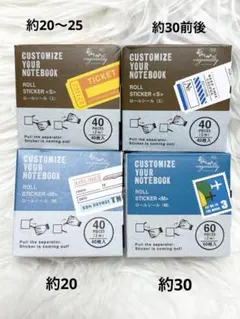 約20〜25
約30前後
CUSTOMIZE
YOUR
NOTEBOOK
ROLL
STICKER <S>
ロールシール〈S〉
TICKET
40
PIECES
40枚入
Pull the separator.
Sticker is coming out!
CUSTOMIZE
YOUR
NOTEBOOK
ROLL
STICKER <S>
ロールシール〈S〉
40
PIECES
40枚入
Pull the separator.
Sticker is coming out!
CUSTOMIZE
YOUR
NOTEBOOK
ROLL
STICKER <M>
ロールシール〈M〉
40
PIECES
40枚入
Pull the separator.
Sticker is coming out!
CUSTOMIZE
YOUR
NOTEBOOK
ROLL
STICKER <M>
ロールシール〈M〉
3
60
PIECES
60枚入
Pull the separator.
Sticker is coming out!
約20
約30